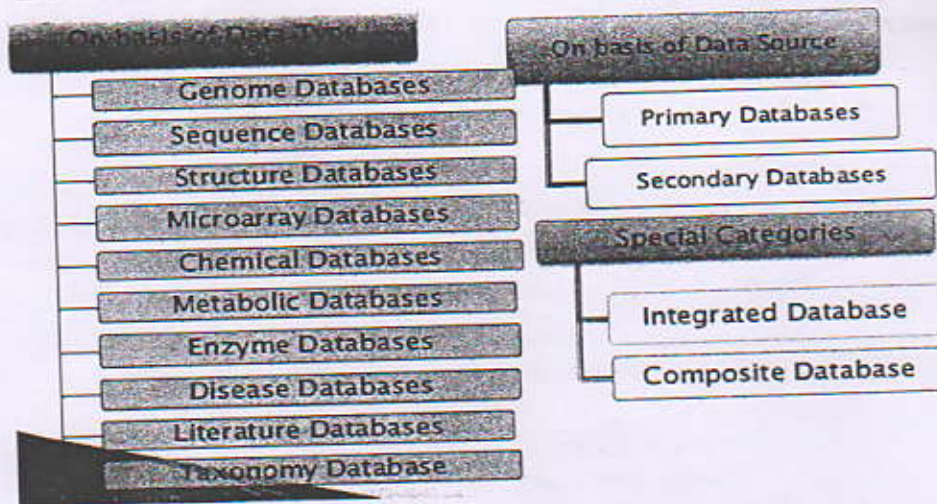 On basis of Data Type
Genome Databases
Sequence Databases
Structure Databases
Microarray Databases
Chemical Databases
Metabolic Databases
Enzyme Databases
Disease Databases
Literature Databases
Taxonomy Database
On basis of Data Source
Primary Databases
Secondary Databases
Special Categories
Integrated Database
Composite Database